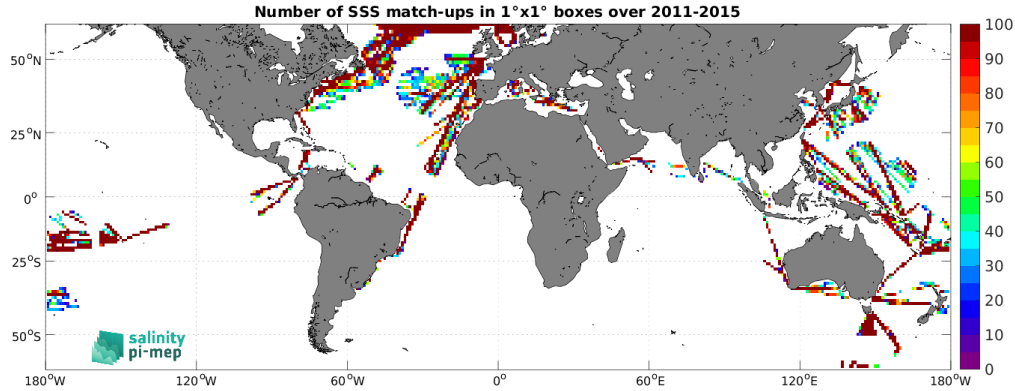 Number of SSS match-ups in 1°x1° boxes over 2011-2015
50°N
25°N
0°
25°S
50°S
180°W
120°W
60°W
0°
60°E
120°E
180°W
100
90
80
70
60
50
40
30
20
10
0
salinity
pi-mep